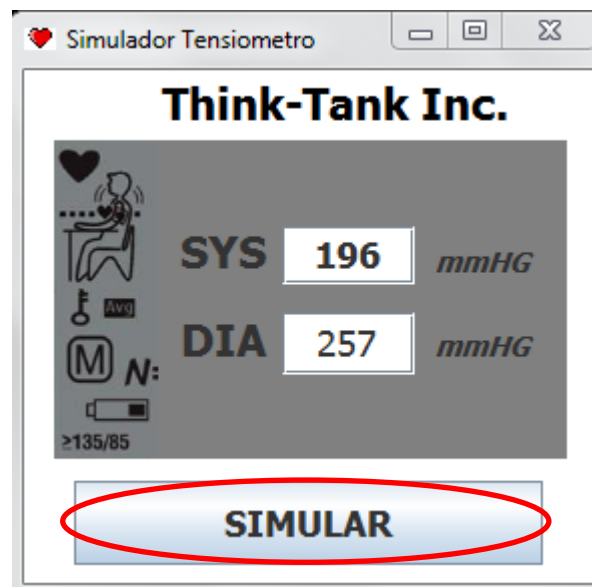 Simulador Tensiometro
Think-Tank Inc.
SYS 196 mmHG
DIA 257 mmHG
Avg
M N:
≥135/85
SIMULAR